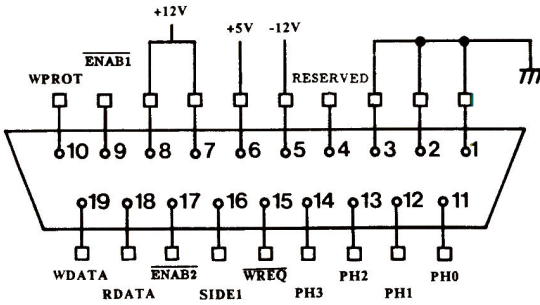 +12V
+5V -12V
ENAB1
WPROT RESERVED
10 9 8 7 6 5 4 3 2 1
19 18 17 16 15 14 13 12 11
WDATA ENAB2 WREQ PH2 PH0
RDATA SIDE1 PH3 PH1